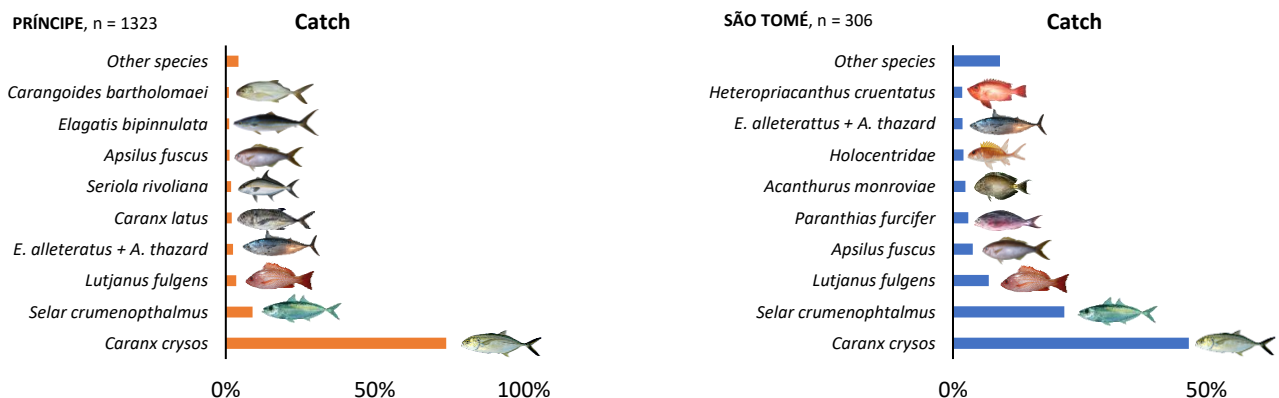 PRÍNCIPE, n = 1323
Catch
Other species
Carangoides bartholomaei
Elagatis bipinnulata
Apsilus fuscus
Seriola rivoliana
Caranx latus
E. alleteratus + A. thazard
Lutjanus fulgens
Selar crumenopthalmus
Caranx crysos
0% 50% 100%
SÃO TOMÉ, n = 306
Catch
Other species
Heteropriacanthus cruentatus
E. alleterattus + A. thazard
Holocentridae
Acanthurus monroviae
Paranthias furcifer
Apsilus fuscus
Lutjanus fulgens
Selar crumenophtalmus
Caranx crysos
0% 50%